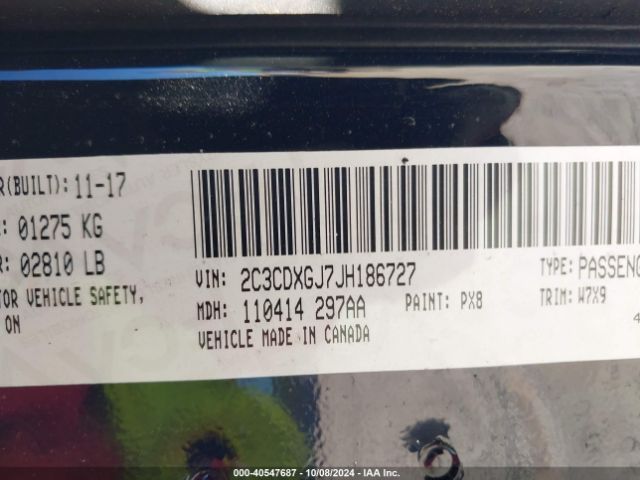 R(BUILT): 11-17
: 01275 KG
R: 02810 LB
TOR VEHICLE SAFETY,
ON
VIN: 2C3CDXGJ7JH186727
TYPE: PASSENG
MDH: 110414 297AA
PAINT: PX8
TRIM: W7X9
VEHICLE MADE IN CANADA
4
000-40547687 - 10/08/2024 - IAA Inc.